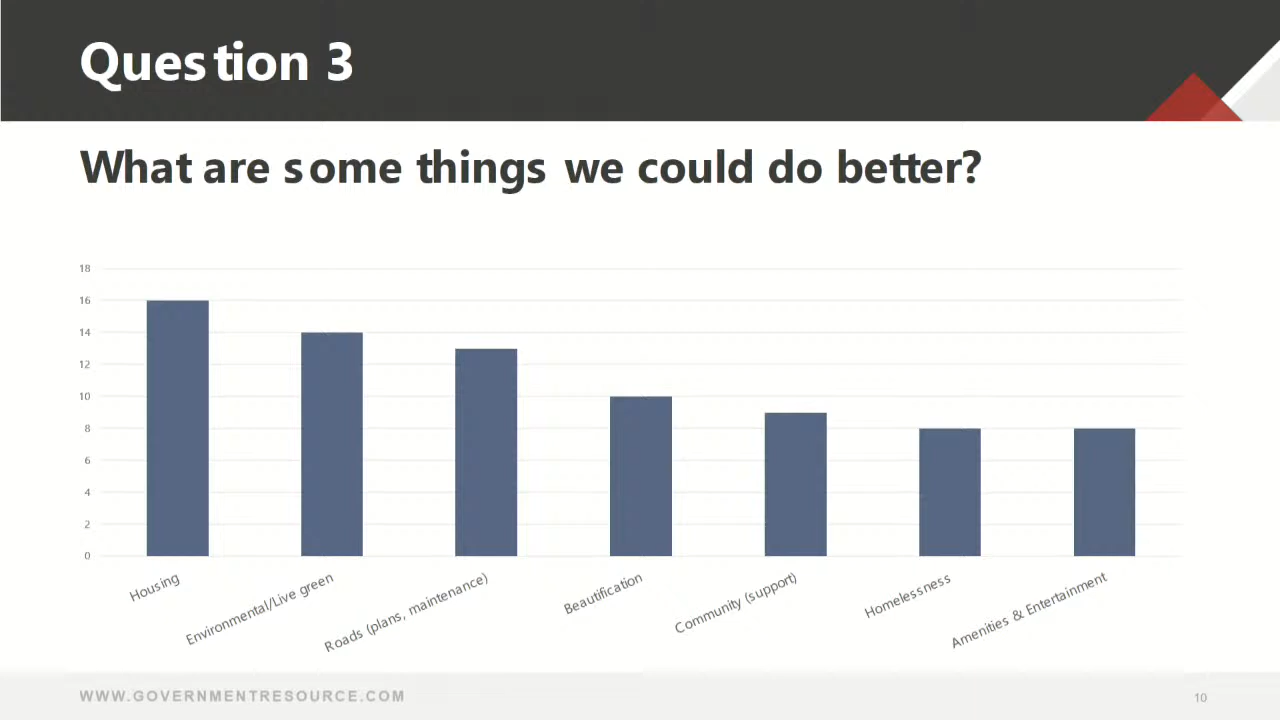 Question 3
What are some things we could do better?
18
16
14
12
10
8
6
4
2
0
Housing
Environmental/Live green
Roads (plans, maintenance)
Beautification
Community (support)
Homelessness
Amenities & Entertainment
WWW.GOVERNMENTRESOURCE.COM
10